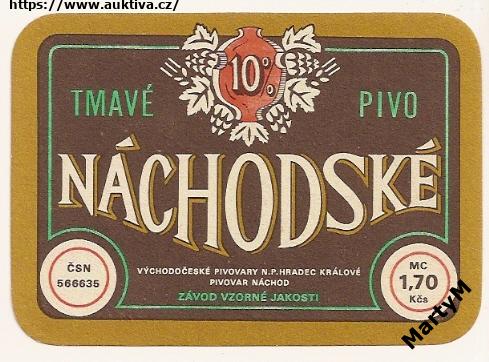 https://www.auktiva.cz/
10%
TMAVÉ PIVO
NÁCHODSKÉ
ČSN
566635
VÝCHODOČESKÉ PIVOVARY N.P. HRADEC KRÁLOVÉ
PIVOVAR NÁCHOD
ZÁVOD VZORNÉ JAKOSTI
MC
1,70
Kčs
MartyM